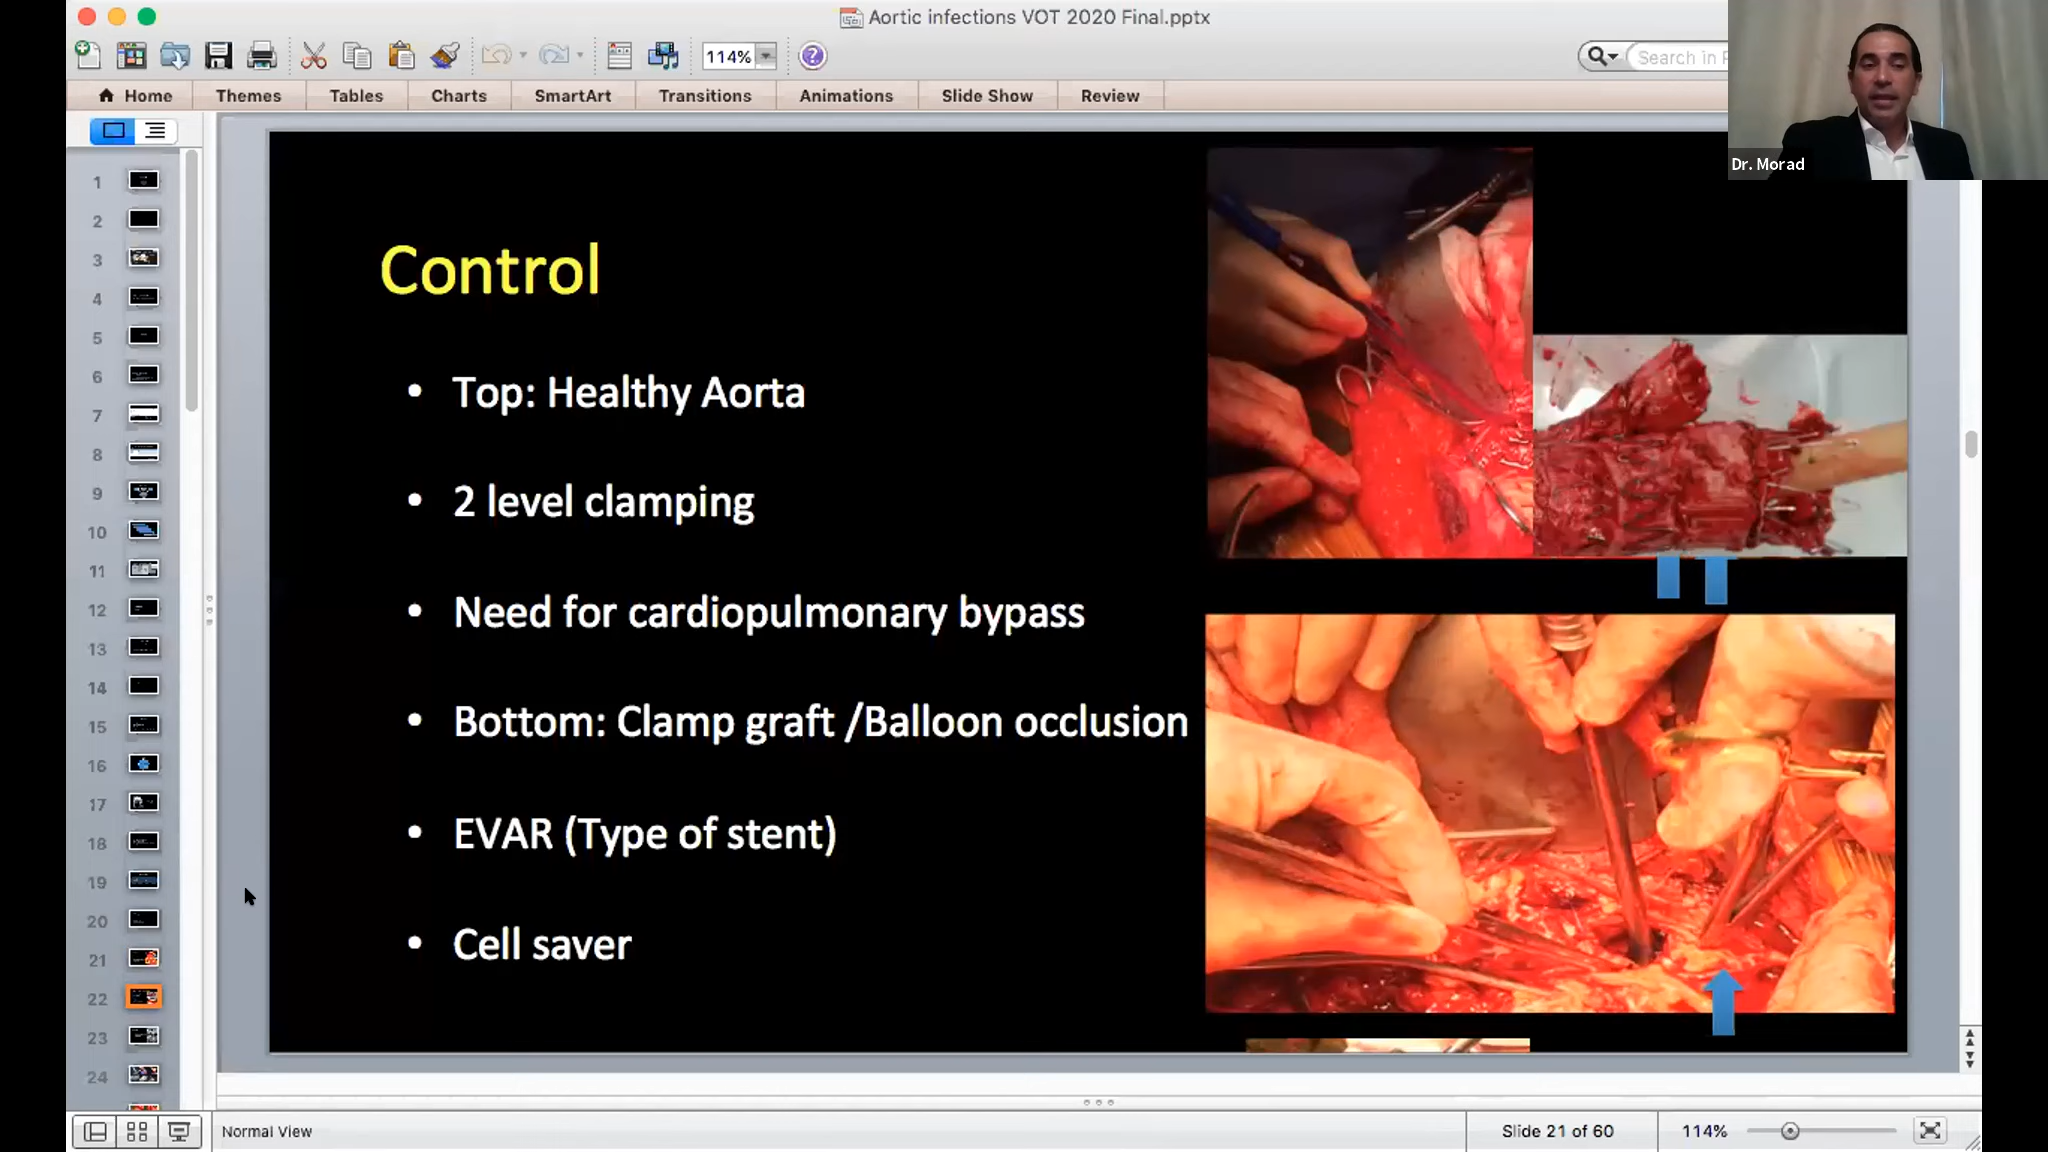 Aortic infections VOT 2020 Final.pptx
114%
Search in P
Home Themes Tables Charts SmartArt Transitions Animations Slide Show Review
Dr. Morad
1
2
3
4
5
6
7
8
9
10
11
12
13
14
15
16
17
18
19
20
21
22
23
24
Control
• Top: Healthy Aorta
• 2 level clamping
• Need for cardiopulmonary bypass
• Bottom: Clamp graft /Balloon occlusion
• EVAR (Type of stent)
• Cell saver
Normal View
Slide 21 of 60
114%